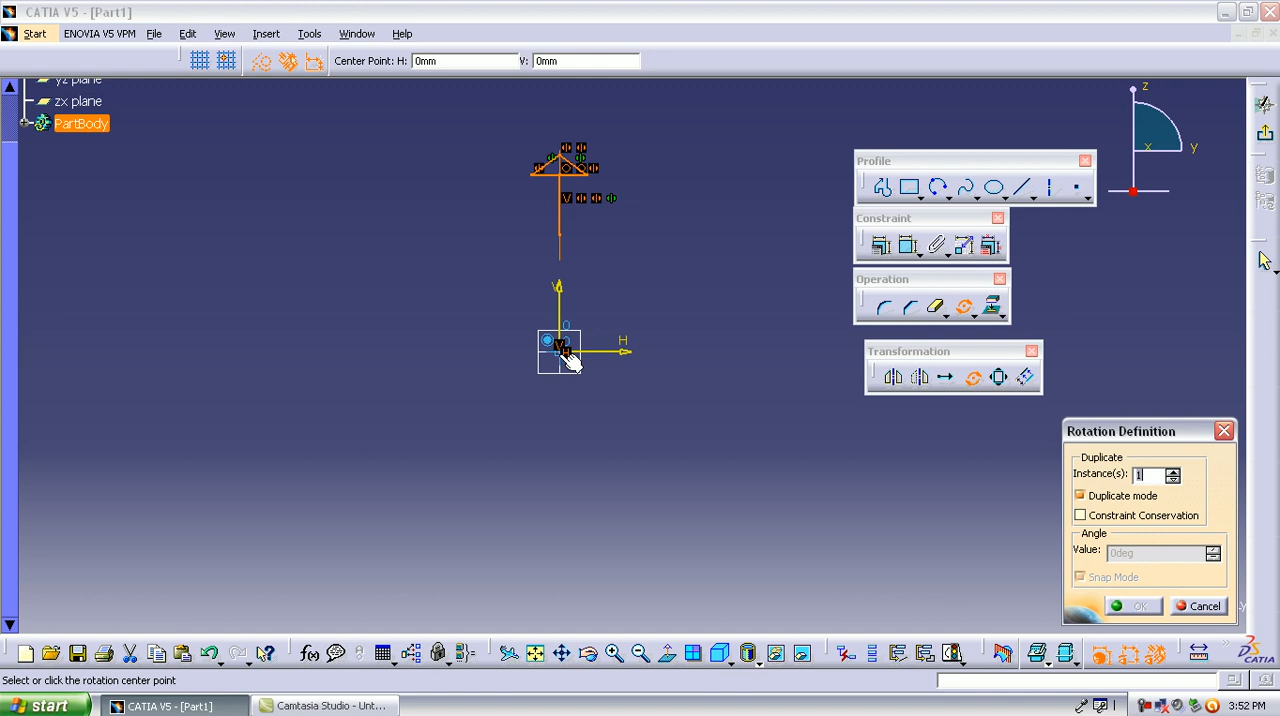 CATIA V5 - [Part1]
Start ENOVIA V5 VPM File Edit View Insert Tools Window Help
Center Point: H: 0mm V: 0mm
yz plane
zx plane
PartBody
z
x
y
Profile
Constraint
Operation
Transformation
V
V
H
V
H
Rotation Definition
Duplicate
Instance(s): 1
Duplicate mode
Constraint Conservation
Angle
Value: 0deg
Snap Mode
OK Cancel
f(x)
CATIA
Select or click the rotation center point
start CATIA V5 - [Part1] Camtasia Studio - Unt... 3:52 PM